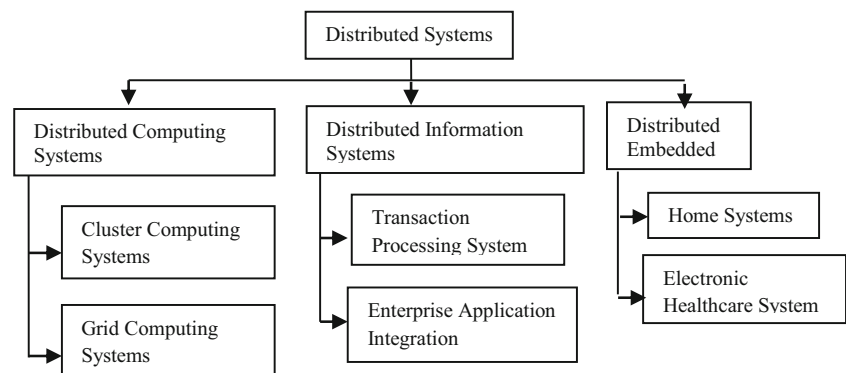 Distributed Systems
Distributed Computing
Systems
Cluster Computing
Systems
Grid Computing
Systems
Distributed Information
Systems
Transaction
Processing System
Enterprise Application
Integration
Distributed
Embedded
Home Systems
Electronic
Healthcare System